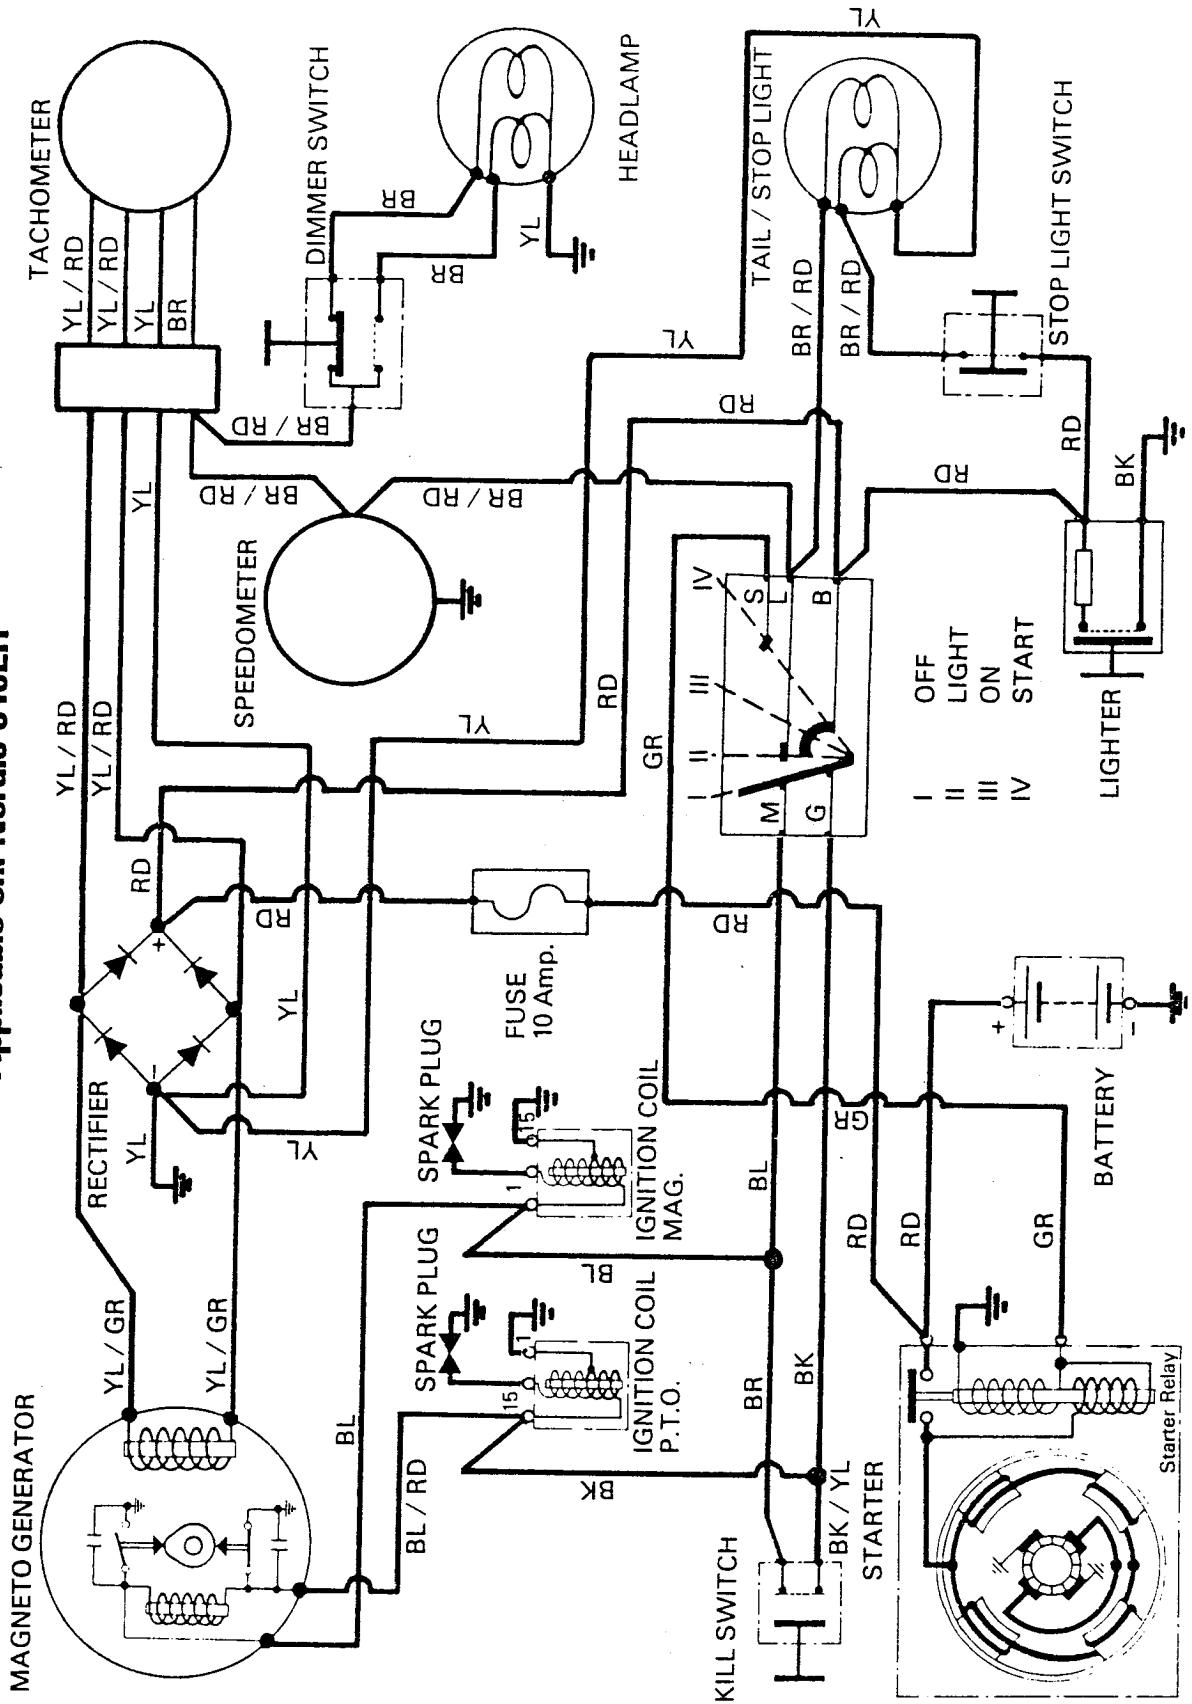 MAGNETO GENERATOR
TACHOMETER
YL / GR
RECTIFIER
YL / RD
YL / RD
YL / RD
YL / RD
YL
BR
YL
RD
YL
+
-
YL / GR
SPEEDOMETER
BR / RD
BR / RD
DIMMER SWITCH
RD
YL
YL
BL
BR
BR
BL / RD
SPARK PLUG
SPARK PLUG
YL
BR / RD
FUSE
10 Amp.
YL
15
1
1
15
HEADLAMP
BK
BL
RD
IGNITION COIL
P.T.O.
IGNITION COIL
MAG.
GR
YL
KILL SWITCH
BR
BL
RD
RD
I
II
III
IV
M
S
L
G
B
TAIL / STOP LIGHT
BK
BR / RD
BK / YL
GR
BR / RD
YL
RD
STARTER
RD
I OFF
II LIGHT
III ON
IV START
RD
GR
+
-
BATTERY
STOP LIGHT SWITCH
RD
LIGHTER
BK
Starter Relay